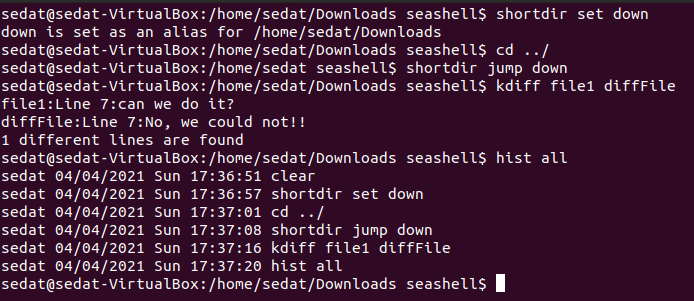 sedat@sedat-VirtualBox:/home/sedat/Downloads seashell$ shortdir set down
down is set as an alias for /home/sedat/Downloads
sedat@sedat-VirtualBox:/home/sedat/Downloads seashell$ cd ../
sedat@sedat-VirtualBox:/home/sedat seashell$ shortdir jump down
sedat@sedat-VirtualBox:/home/sedat/Downloads seashell$ kdiff file1 diffFile
file1:Line 7:can we do it?
diffFile:Line 7:No, we could not!!
1 different lines are found
sedat@sedat-VirtualBox:/home/sedat/Downloads seashell$ hist all
sedat 04/04/2021 Sun 17:36:51 clear
sedat 04/04/2021 Sun 17:36:57 shortdir set down
sedat 04/04/2021 Sun 17:37:01 cd ../
sedat 04/04/2021 Sun 17:37:08 shortdir jump down
sedat 04/04/2021 Sun 17:37:16 kdiff file1 diffFile
sedat 04/04/2021 Sun 17:37:20 hist all
sedat@sedat-VirtualBox:/home/sedat/Downloads seashell$